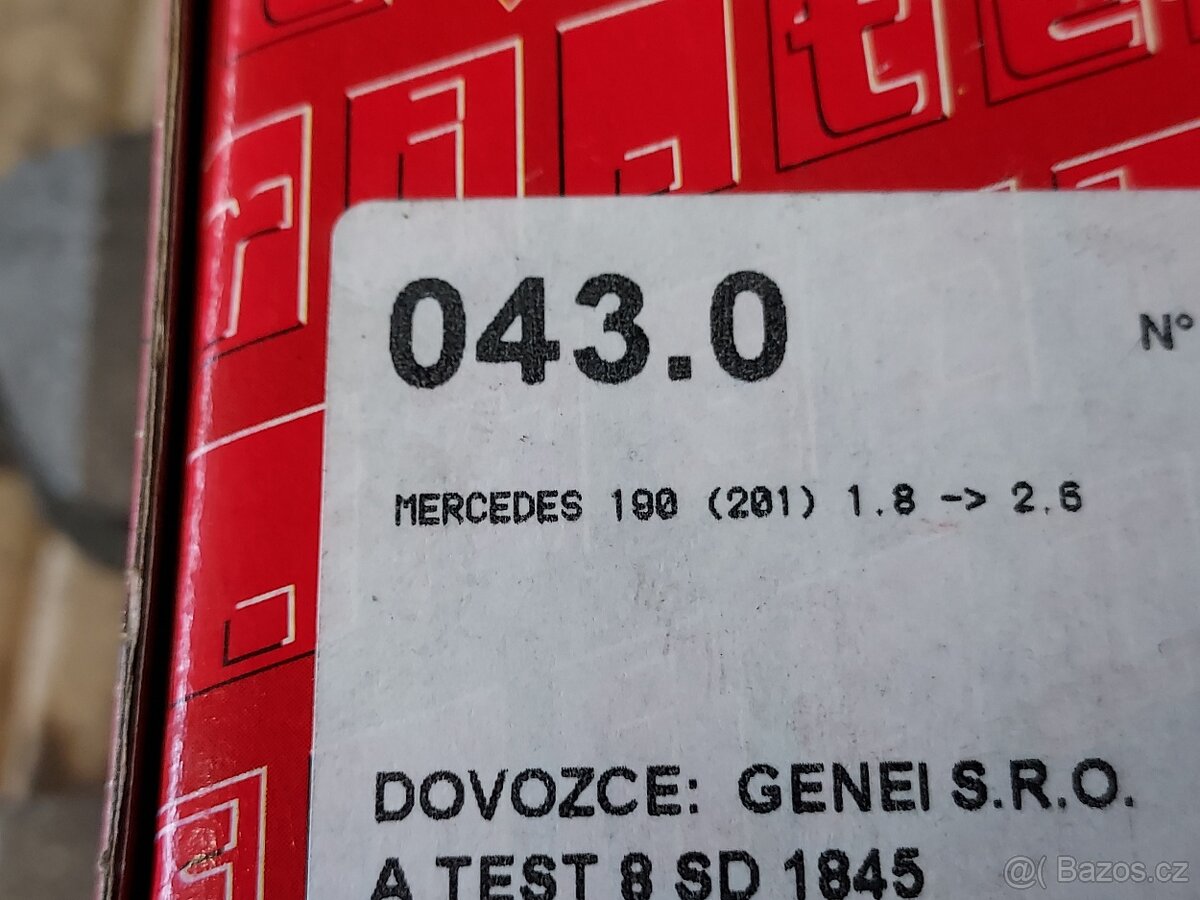 043.0
N°
MERCEDES 190 (201) 1.8 -> 2.6
DOVOZCE: GENEI S.R.O.
A TEST 8 SD 1845
@( Bazos.cz